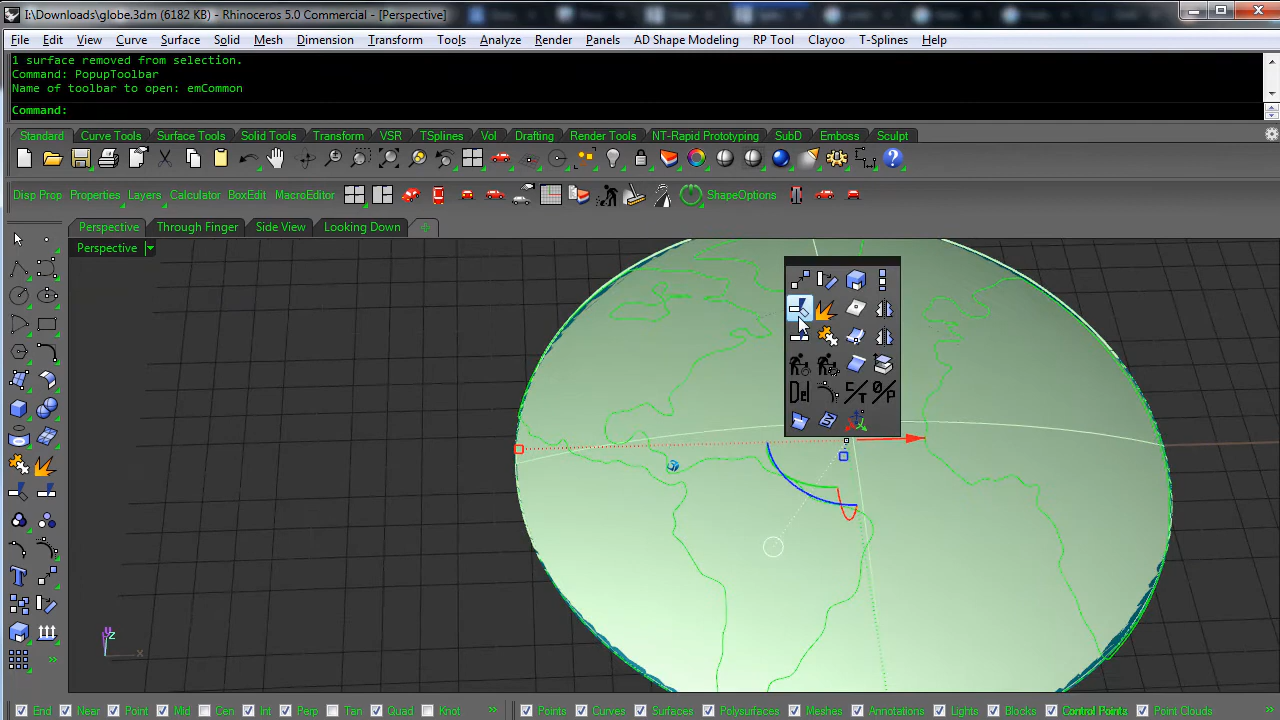 I:\Downloads\globe.3dm (6182 KB) - Rhinoceros 5.0 Commercial - [Perspective]
File Edit View Curve Surface Solid Mesh Dimension Transform Tools Analyze Render Panels AD Shape Modeling RP Tool Clayoo T-Splines Help
1 surface removed from selection.
Command: PopupToolbar
Name of toolbar to open: emCommon
Command:
Standard Curve Tools Surface Tools Solid Tools Transform VSR TSplines Vol Drafting Render Tools NT-Rapid Prototyping SubD Emboss Sculpt
Disp Prop Properties Layers Calculator BoxEdit MacroEditor ShapeOptions
Perspective Through Finger Side View Looking Down
Perspective
Del C/T O/P
z
x
End Near Point Mid Cen Int Perp Tan Quad Knot » Points Curves Surfaces Polysurfaces Meshes Annotations Lights Blocks Control Points Point Clouds »